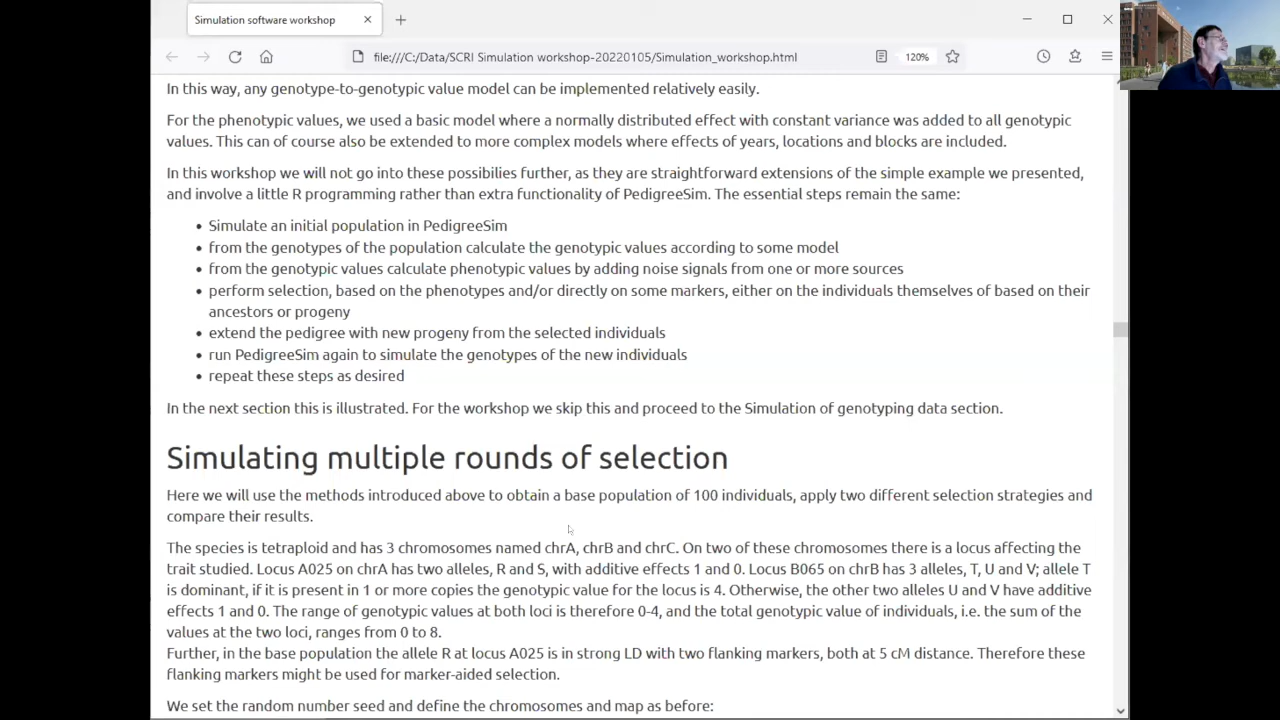 Simulation software workshop
file:///C:/Data/SCRI Simulation workshop-20220105/Simulation_workshop.html
120%
In this way, any genotype-to-genotypic value model can be implemented relatively easily.
For the phenotypic values, we used a basic model where a normally distributed effect with constant variance was added to all genotypic
values. This can of course also be extended to more complex models where effects of years, locations and blocks are included.
In this workshop we will not go into these possibilies further, as they are straightforward extensions of the simple example we presented,
and involve a little R programming rather than extra functionality of PedigreeSim. The essential steps remain the same:
• Simulate an initial population in PedigreeSim
• from the genotypes of the population calculate the genotypic values according to some model
• from the genotypic values calculate phenotypic values by adding noise signals from one or more sources
• perform selection, based on the phenotypes and/or directly on some markers, either on the individuals themselves of based on their
ancestors or progeny
• extend the pedigree with new progeny from the selected individuals
• run PedigreeSim again to simulate the genotypes of the new individuals
• repeat these steps as desired
In the next section this is illustrated. For the workshop we skip this and proceed to the Simulation of genotyping data section.
Simulating multiple rounds of selection
Here we will use the methods introduced above to obtain a base population of 100 individuals, apply two different selection strategies and
compare their results.
The species is tetraploid and has 3 chromosomes named chrA, chrB and chrC. On two of these chromosomes there is a locus affecting the
trait studied. Locus A025 on chrA has two alleles, R and S, with additive effects 1 and 0. Locus B065 on chrB has 3 alleles, T, U and V; allele T
is dominant, if it is present in 1 or more copies the genotypic value for the locus is 4. Otherwise, the other two alleles U and V have additive
effects 1 and 0. The range of genotypic values at both loci is therefore 0-4, and the total genotypic value of individuals, i.e. the sum of the
values at the two loci, ranges from 0 to 8.
Further, in the base population the allele R at locus A025 is in strong LD with two flanking markers, both at 5 cM distance. Therefore these
flanking markers might be used for marker-aided selection.
We set the random number seed and define the chromosomes and map as before: